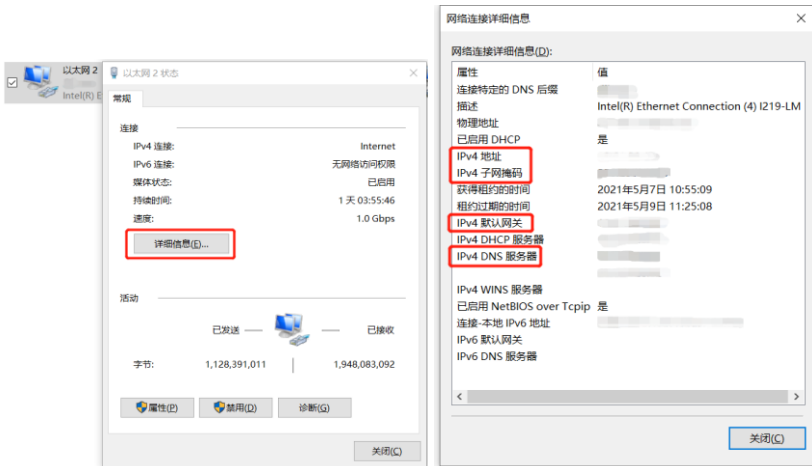 以太网 2
Intel(R) E
以太网 2 状态
常规
连接
IPv4 连接: Internet
IPv6 连接: 无网络访问权限
媒体状态: 已启用
持续时间: 1 天 03:55:46
速度: 1.0 Gbps
详细信息(E)...
活动
已发送 已接收
字节: 1,128,391,011 1,948,083,092
属性(P) 禁用(D) 诊断(G)
关闭(C)
网络连接详细信息
网络连接详细信息(D):
属性 值
连接特定的 DNS 后缀
描述 Intel(R) Ethernet Connection (4) I219-LM
物理地址
已启用 DHCP 是
IPv4 地址
IPv4 子网掩码
获得租约的时间 2021年5月7日 10:55:09
租约过期的时间 2021年5月9日 11:25:08
IPv4 默认网关
IPv4 DHCP 服务器
IPv4 DNS 服务器
IPv4 WINS 服务器
已启用 NetBIOS over Tcpip 是
连接-本地 IPv6 地址
IPv6 默认网关
IPv6 DNS 服务器
关闭(C)